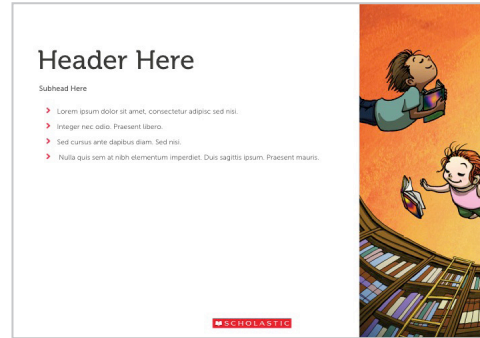 Header Here
Subhead Here
Lorem ipsum dolor sit amet, consectetur adipisc sed nisi.
Integer nec odio. Praesent libero.
Sed cursus ante dapibus diam. Sed nisi.
Nulla quis sem at nibh elementum imperdiet. Duis sagittis ipsum. Praesent mauris.
SCHOLASTIC